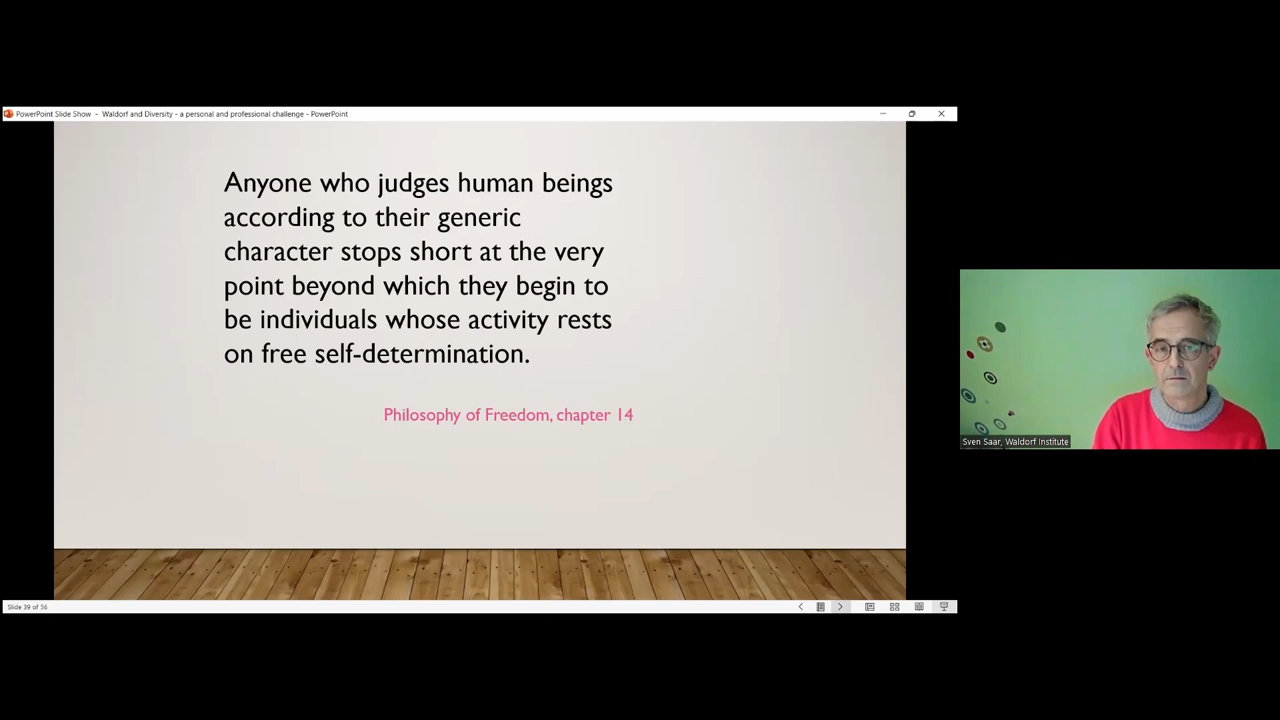 PowerPoint Slide Show - Waldorf and Diversity - a personal and professional challenge - PowerPoint
Anyone who judges human beings
according to their generic
character stops short at the very
point beyond which they begin to
be individuals whose activity rests
on free self-determination.
Philosophy of Freedom, chapter 14
Sven Saar, Waldorf Institute
Slide 39 of 56